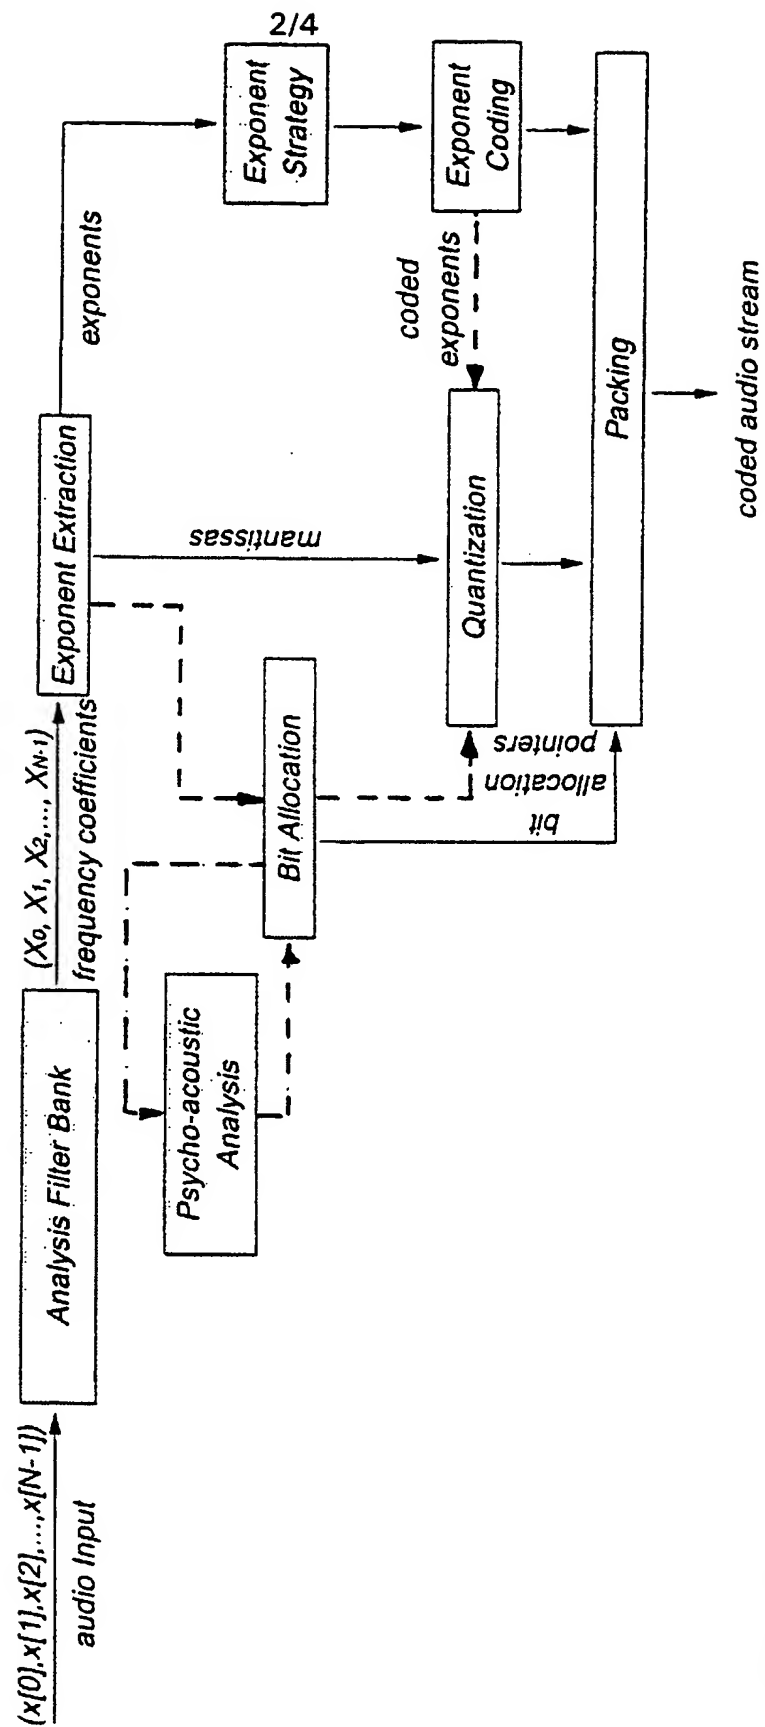 2/4
(x[0],x[1],x[2],...,x[N-1])
audio Input
Analysis Filter Bank
(X0, X1, X2,..., XN-1)
frequency coefficients
Exponent Extraction
exponents
Exponent
Strategy
Exponent
Coding
coded
exponents
mantissas
Psycho-acoustic
Analysis
Bit Allocation
bit
allocation
pointers
Quantization
Packing
coded audio stream